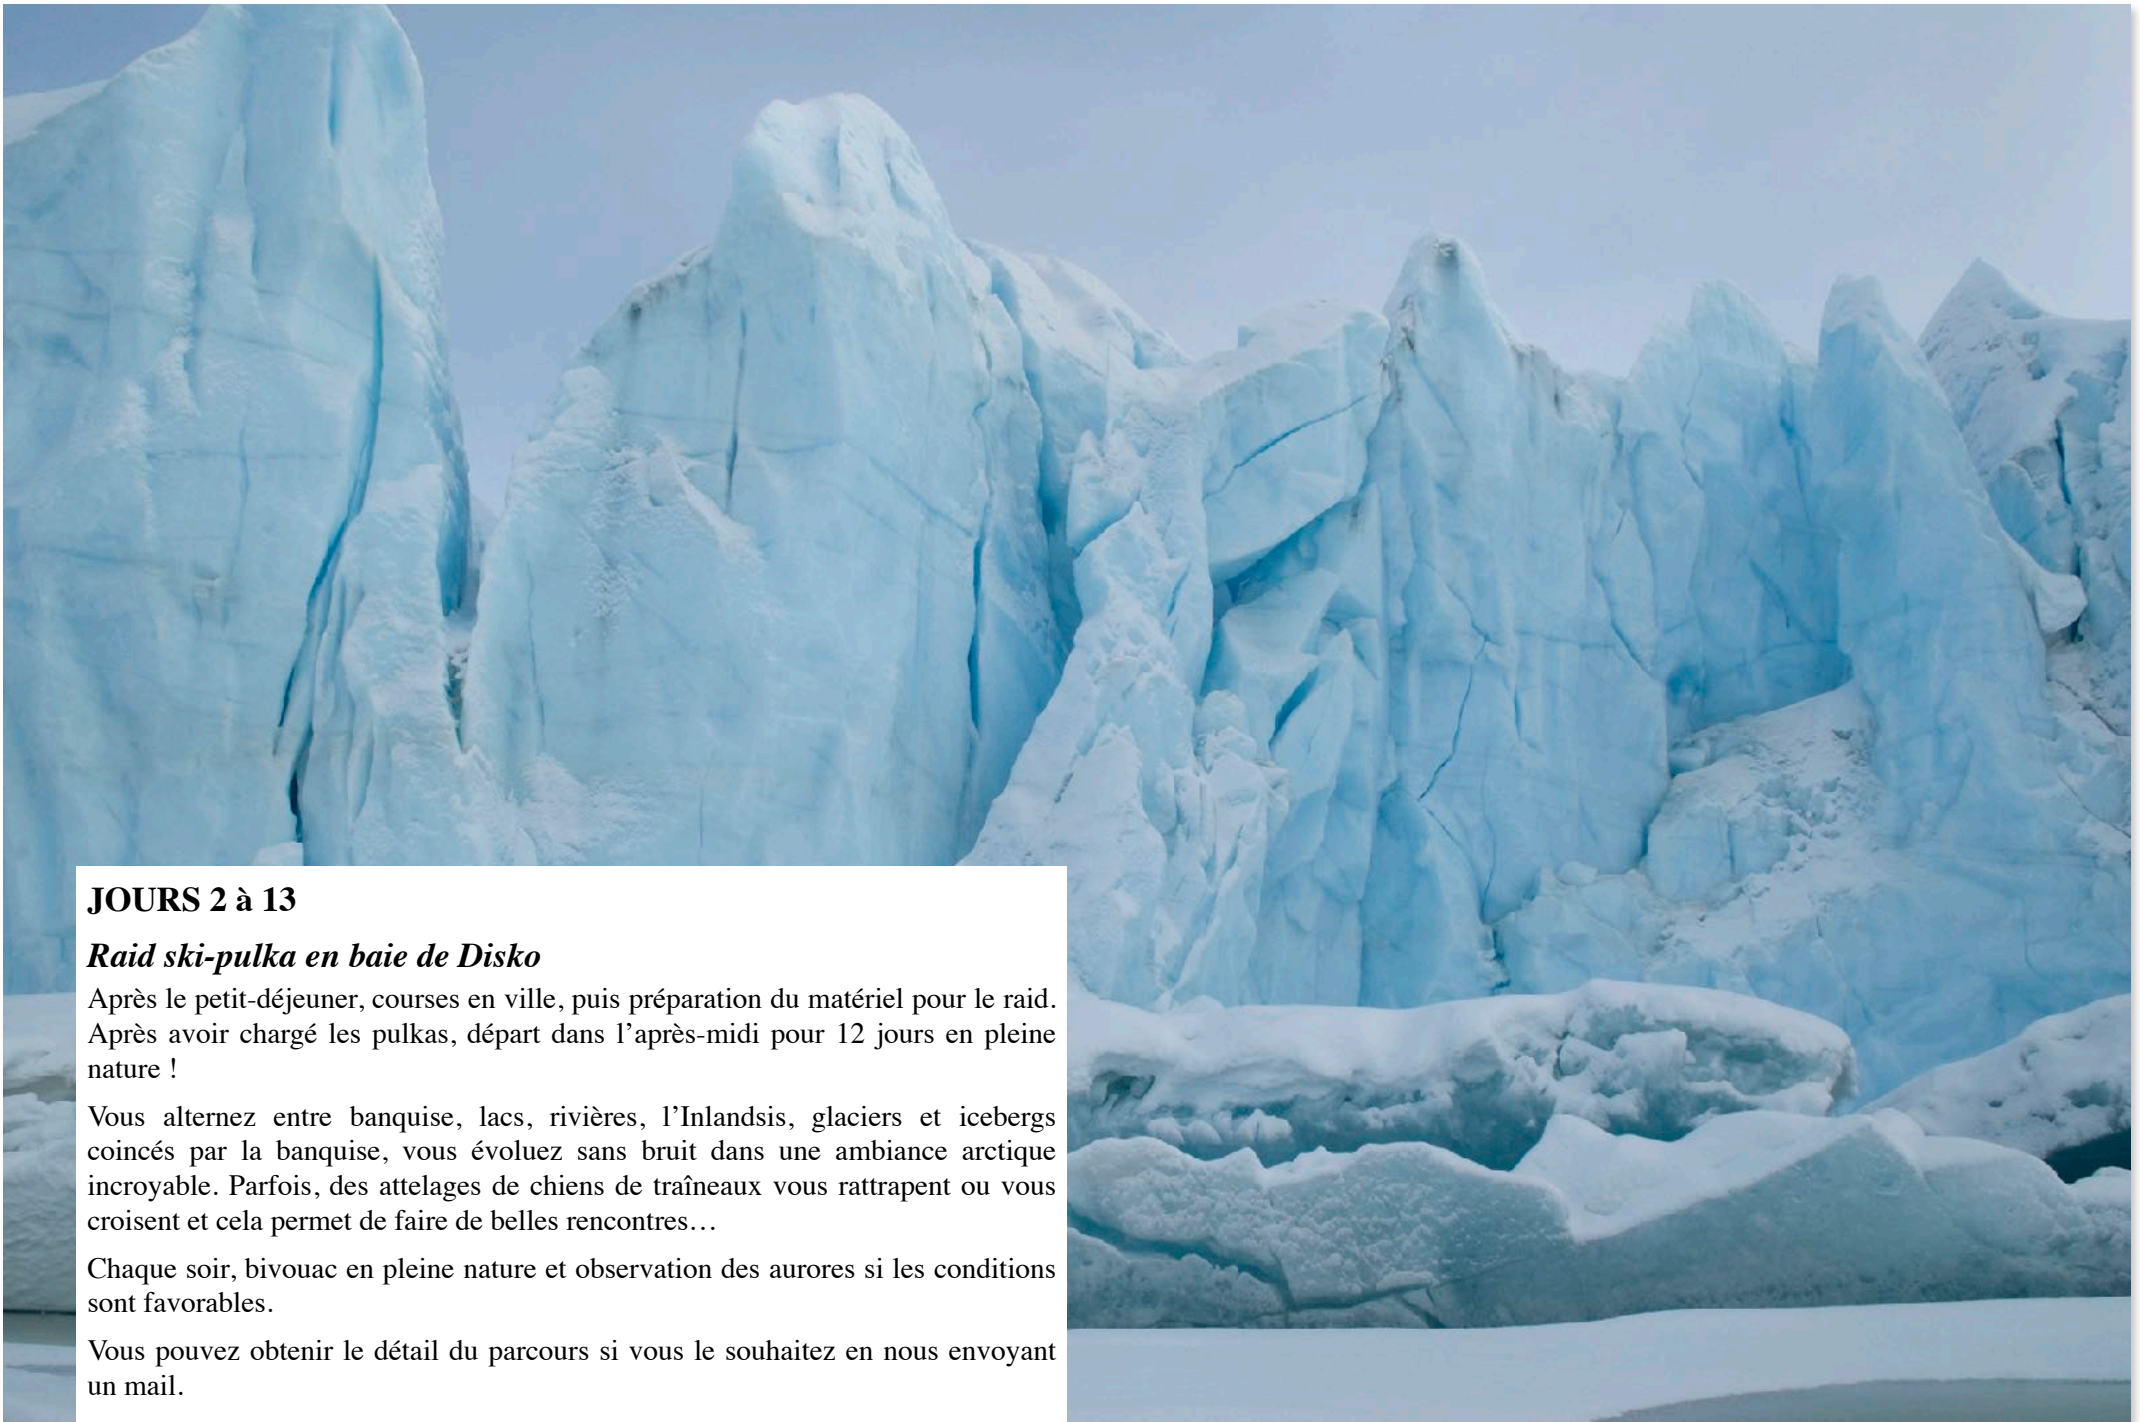 JOURS 2 à 13
Raid ski-pulka en baie de Disko
Après le petit-déjeuner, courses en ville, puis préparation du matériel pour le raid.
Après avoir chargé les pulkas, départ dans l’après-midi pour 12 jours en pleine
nature !
Vous alternez entre banquise, lacs, rivières, l’Inlandsis, glaciers et icebergs
coincés par la banquise, vous évoluez sans bruit dans une ambiance arctique
incroyable. Parfois, des attelages de chiens de traîneaux vous rattrapent ou vous
croisent et cela permet de faire de belles rencontres…
Chaque soir, bivouac en pleine nature et observation des aurores si les conditions
sont favorables.
Vous pouvez obtenir le détail du parcours si vous le souhaitez en nous envoyant
un mail.